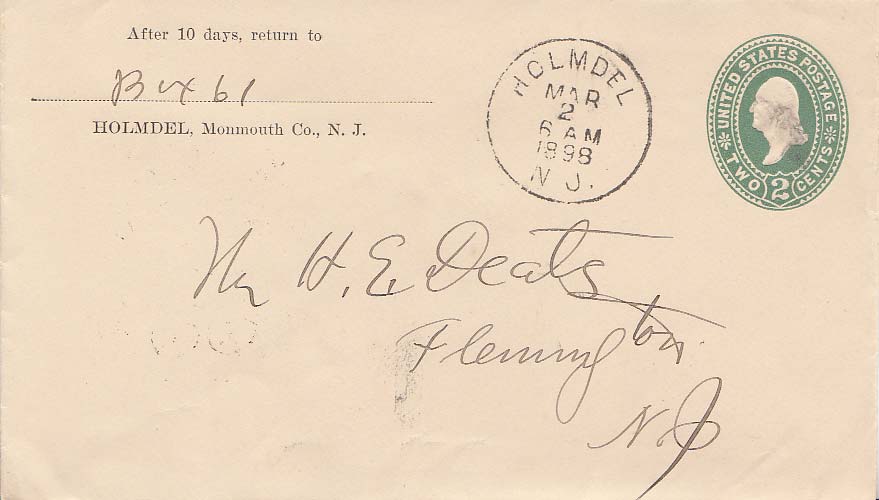 After 10 days, return to
Box 61
HOLMDEL, Monmouth Co., N. J.
HOLMDEL
MAR
2
6 AM
1898
N J.
UNITED STATES POSTAGE
TWO 2 CENTS
Mr H. E. Deats
Flemington
N.J